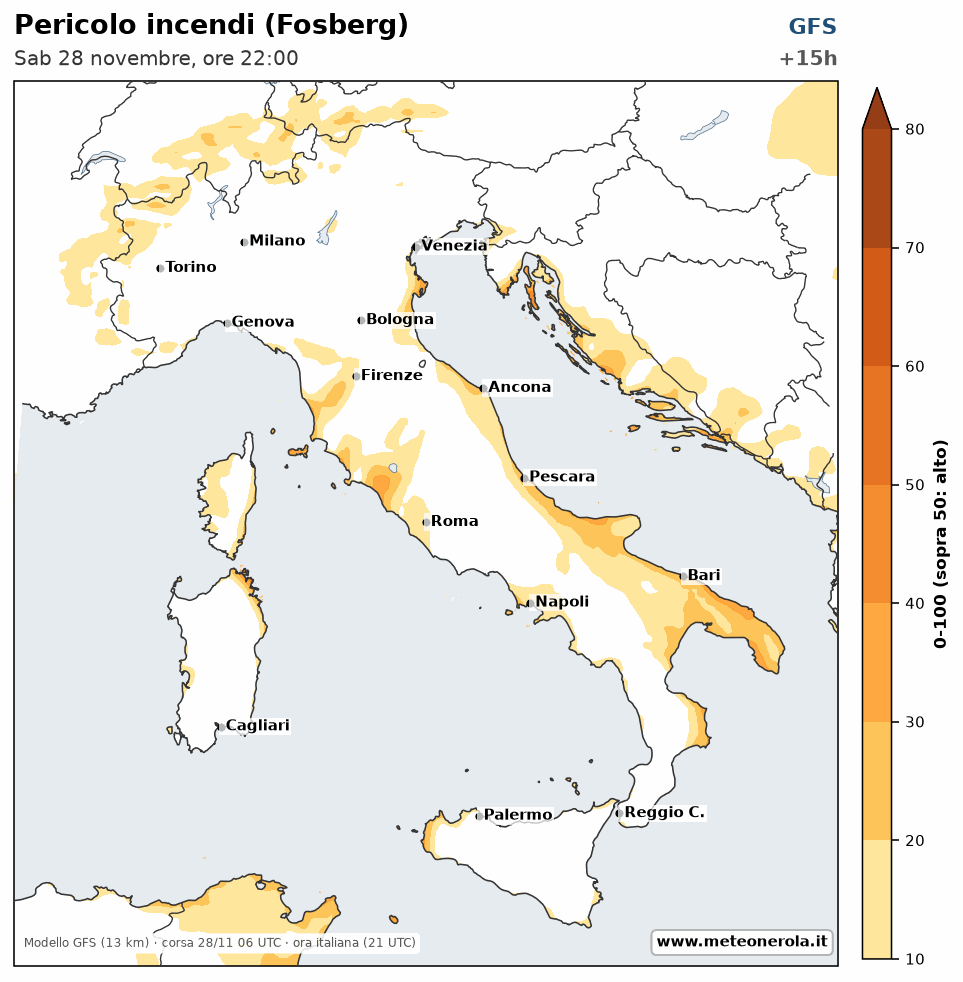 Pericolo incendi (Fosberg)
GFS
Sab 28 novembre, ore 22:00
+15h
80
70
60
50
40
30
20
10
0-100 (sopra 50: alto)
Milano
Venezia
Torino
Genova
Bologna
Firenze
Ancona
Pescara
Roma
Bari
Napoli
Cagliari
Palermo
Reggio C.
Modello GFS (13 km) · corsa 28/11 06 UTC · ora italiana (21 UTC)
www.meteonerola.it